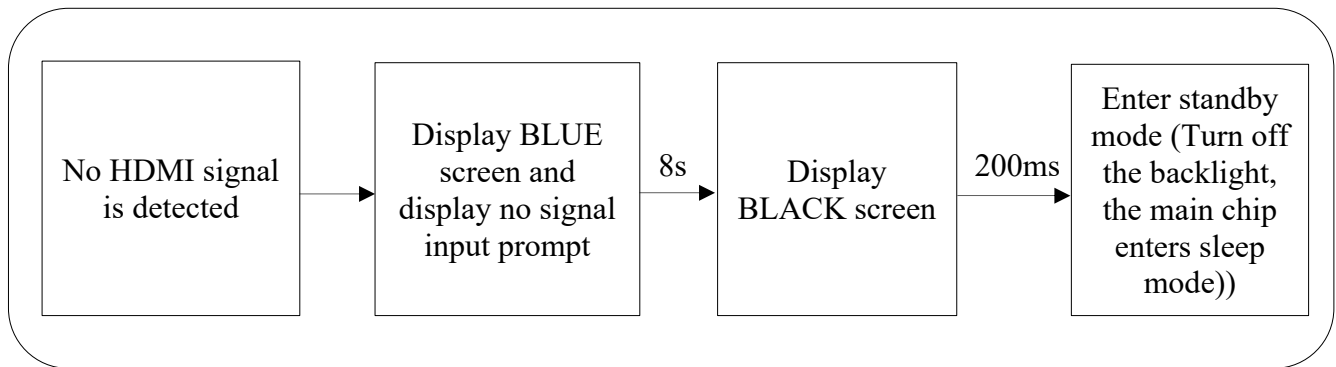 No HDMI signal
is detected
Display BLUE
screen and
display no signal
input prompt
8s
Display
BLACK screen
200ms
Enter standby
mode (Turn off
the backlight,
the main chip
enters sleep
mode))